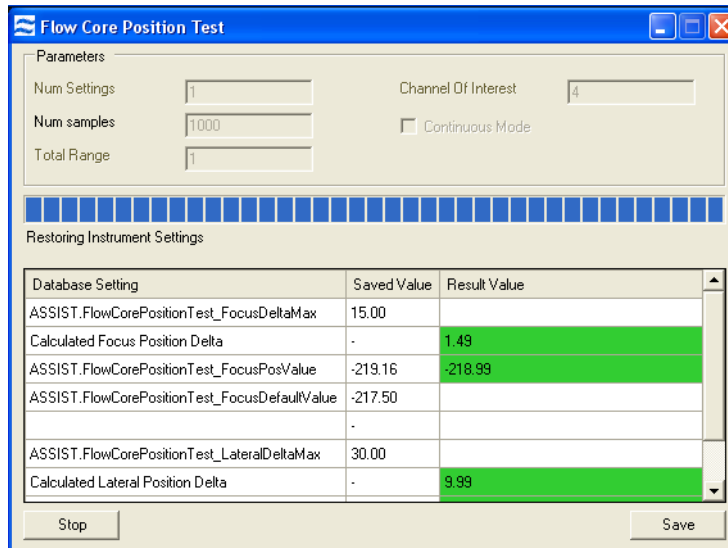 Flow Core Position Test
Parameters
Num Settings 1 Channel Of Interest 4
Num samples 1000 Continuous Mode
Total Range 1
Restoring Instrument Settings
Database Setting Saved Value Result Value
ASSIST.FlowCorePositionTest_FocusDeltaMax 15.00
Calculated Focus Position Delta - 1.49
ASSIST.FlowCorePositionTest_FocusPosValue -219.16 -218.99
ASSIST.FlowCorePositionTest_FocusDefaultValue -217.50
-
ASSIST.FlowCorePositionTest_LateralDeltaMax 30.00
Calculated Lateral Position Delta - 9.99
Stop Save